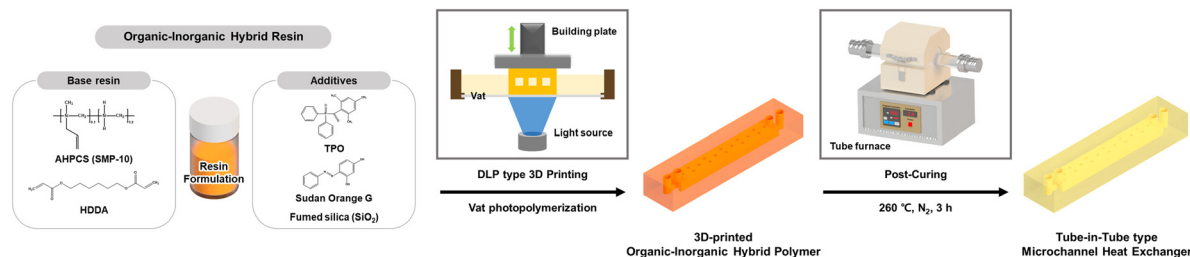 Organic-Inorganic Hybrid Resin
Base resin
AHPCS (SMP-10)
HDDA
Resin
Formulation
Additives
TPO
Sudan Orange G
Fumed silica (SiO₂)
Building plate
Vat
Light source
DLP type 3D Printing
Vat photopolymerization
3D-printed
Organic-Inorganic Hybrid Polymer
Tube furnace
Post-Curing
260 ℃, N₂, 3 h
Tube-in-Tube type
Microchannel Heat Exchanger